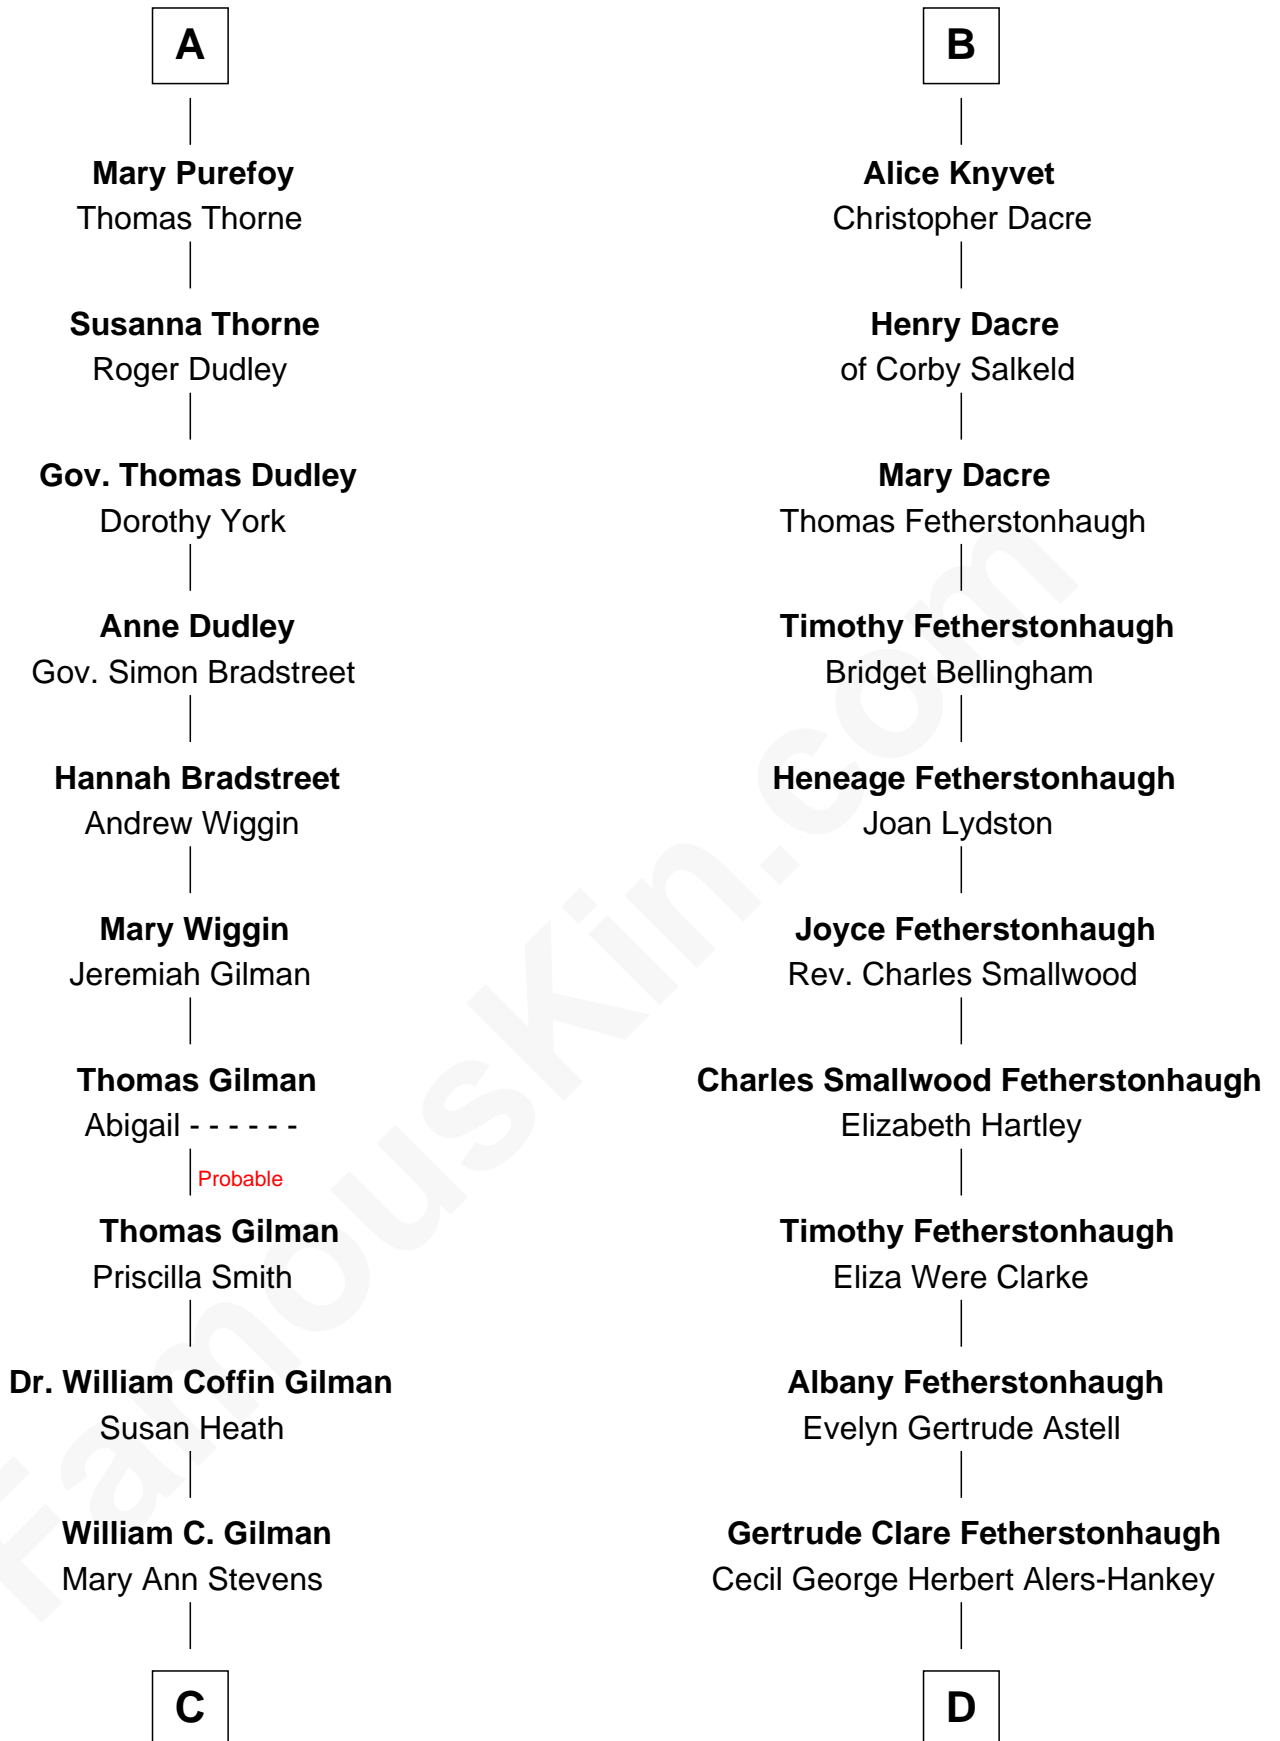 A
Mary Purefoy
Thomas Thorne
Susanna Thorne
Roger Dudley
Gov. Thomas Dudley
Dorothy York
Anne Dudley
Gov. Simon Bradstreet
Hannah Bradstreet
Andrew Wiggin
Mary Wiggin
Jeremiah Gilman
Thomas Gilman
Abigail - - - - - -
Probable
Thomas Gilman
Priscilla Smith
Dr. William Coffin Gilman
Susan Heath
William C. Gilman
Mary Ann Stevens
C
B
Alice Knyvet
Christopher Dacre
Henry Dacre
of Corby Salkeld
Mary Dacre
Thomas Fetherstonhaugh
Timothy Fetherstonhaugh
Bridget Bellingham
Heneage Fetherstonhaugh
Joan Lydston
Joyce Fetherstonhaugh
Rev. Charles Smallwood
Charles Smallwood Fetherstonhaugh
Elizabeth Hartley
Timothy Fetherstonhaugh
Eliza Were Clarke
Albany Fetherstonhaugh
Evelyn Gertrude Astell
Gertrude Clare Fetherstonhaugh
Cecil George Herbert Alers-Hankey
D
FamousKin.com